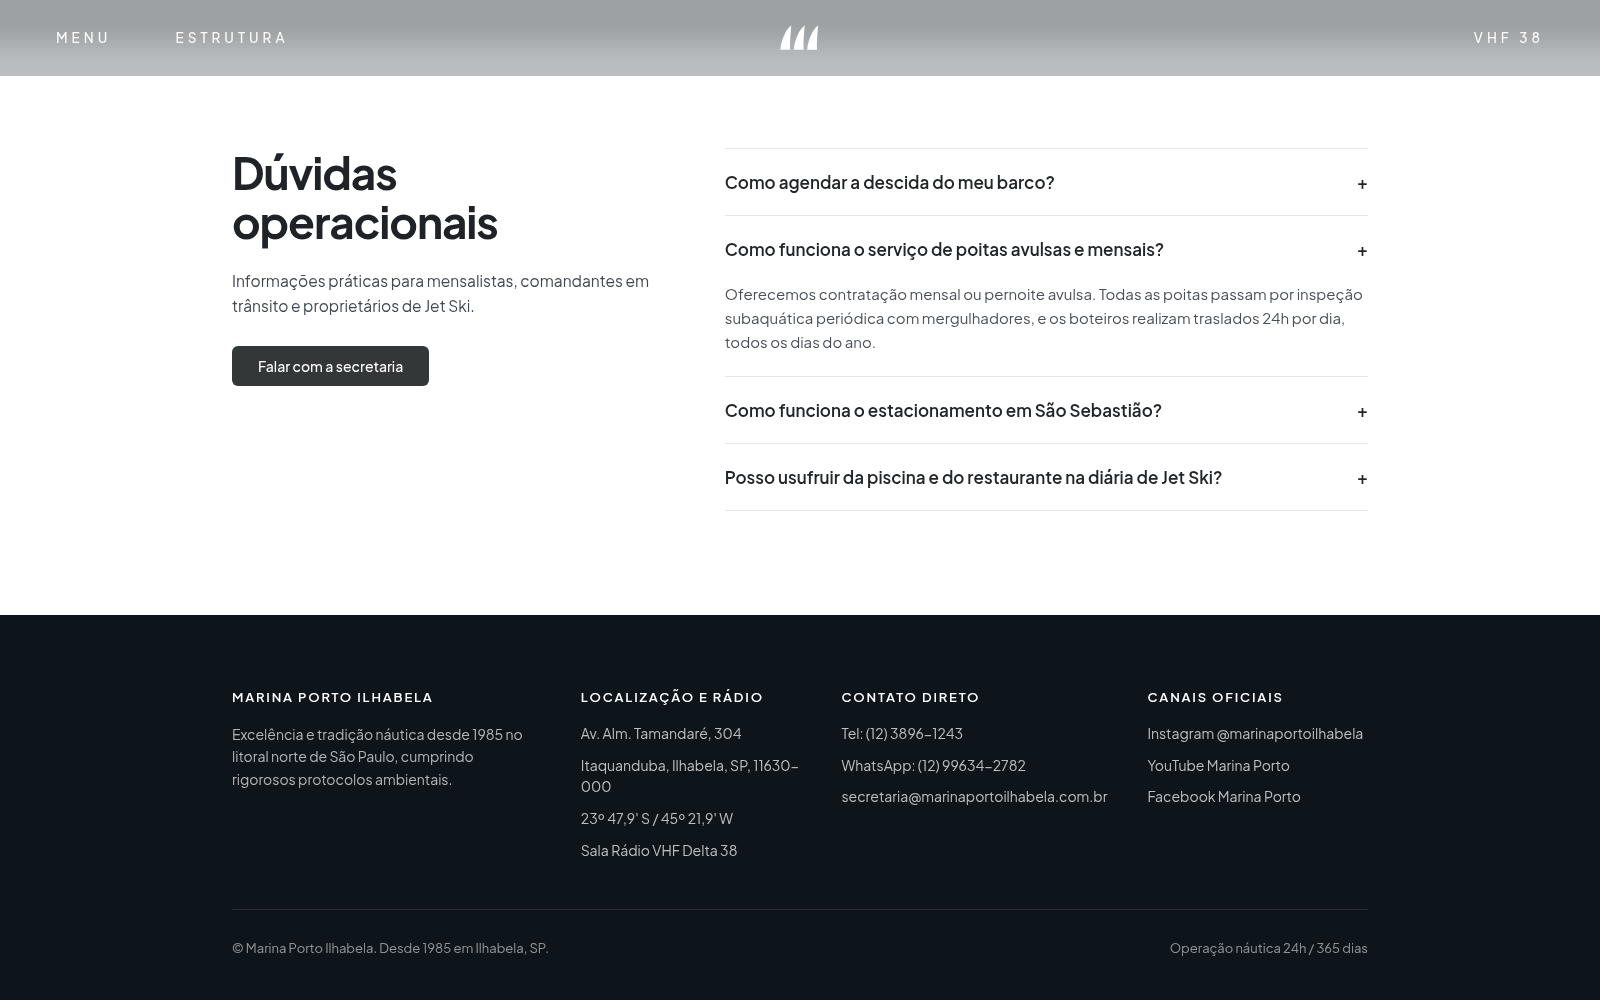 MENU
ESTRUTURA
VHF 38
Dúvidas
operacionais
Informações práticas para mensalistas, comandantes em
trânsito e proprietários de Jet Ski.
Falar com a secretaria
Como agendar a descida do meu barco?
+
Como funciona o serviço de poitas avulsas e mensais?
+
Oferecemos contratação mensal ou pernoite avulsa. Todas as poitas passam por inspeção
subaquática periódica com mergulhadores, e os boteiros realizam traslados 24h por dia,
todos os dias do ano.
Como funciona o estacionamento em São Sebastião?
+
Posso usufruir da piscina e do restaurante na diária de Jet Ski?
+
MARINA PORTO ILHABELA
Excelência e tradição náutica desde 1985 no
litoral norte de São Paulo, cumprindo
rigorosos protocolos ambientais.
LOCALIZAÇÃO E RÁDIO
Av. Alm. Tamandaré, 304
Itaquanduba, Ilhabela, SP, 11630-
000
23º 47,9' S / 45º 21,9' W
Sala Rádio VHF Delta 38
CONTATO DIRETO
Tel: (12) 3896-1243
WhatsApp: (12) 99634-2782
secretaria@marinaportoilhabela.com.br
CANAIS OFICIAIS
Instagram @marinaportoilhabela
YouTube Marina Porto
Facebook Marina Porto
© Marina Porto Ilhabela. Desde 1985 em Ilhabela, SP.
Operação náutica 24h / 365 dias